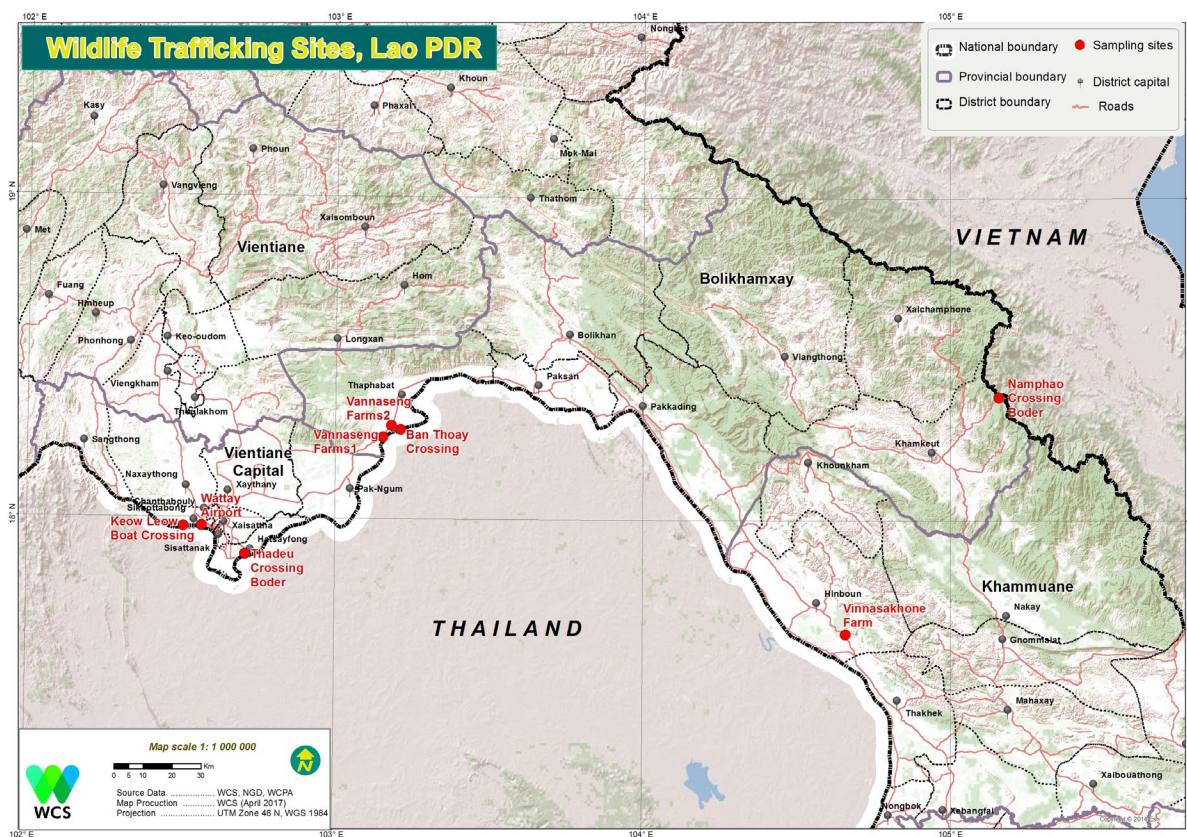 102 °E
103 °E
104 °E
105 °E
Wildlife Trafficking Sites, Lao PDR
National boundary
Sampling sites
Provincial boundary
District capital
District boundary
Roads
Nonghet
Khoun
Kasy
Phaxai
Phoun
Mok-Mai
19° N
Vangvieng
Thathom
Xaisomboun
Met
VIETNAM
Vientiane
Bolikhamxay
Fuang
Hom
Hinheup
Xaichamphone
Phonhong
Keo-oudom
Longxan
Bolikhan
Viangthong
Viengkham
Thaphabat
Paksan
Namphao
Crossing
Boder
Thoulakhom
Vannaseng
Farms2
Pakkading
Sangthong
Vannaseng
Farms1
Ban Thoay
Crossing
Khamkeut
Vientiane
Capital
Khounkham
Naxaythong
Xaythany
Pak-Ngum
Chanthabouly
Wattay
Airport
Sikhottabong
18° N
Keow Leow
Boat Crossing
Xaisattha
Sisattanak
Hatsayfong
Thadeu
Crossing
Boder
Khammuane
Hinboun
Vinnasakhone
Farm
Nakay
THAILAND
Gnommalat
Thakhek
Mahaxay
Xaibouathong
Nongbok
Xebangfai
Map scale 1: 1 000 000
N
0 5 10 20 30 Km
WCS
Source Data .................. WCS, NGD, WCPA
Map Procuction .................. WCS (April 2017)
Projection .................. UTM Zone 48 N, WGS 1984
102° E
103 °E
104 °E
105 °E